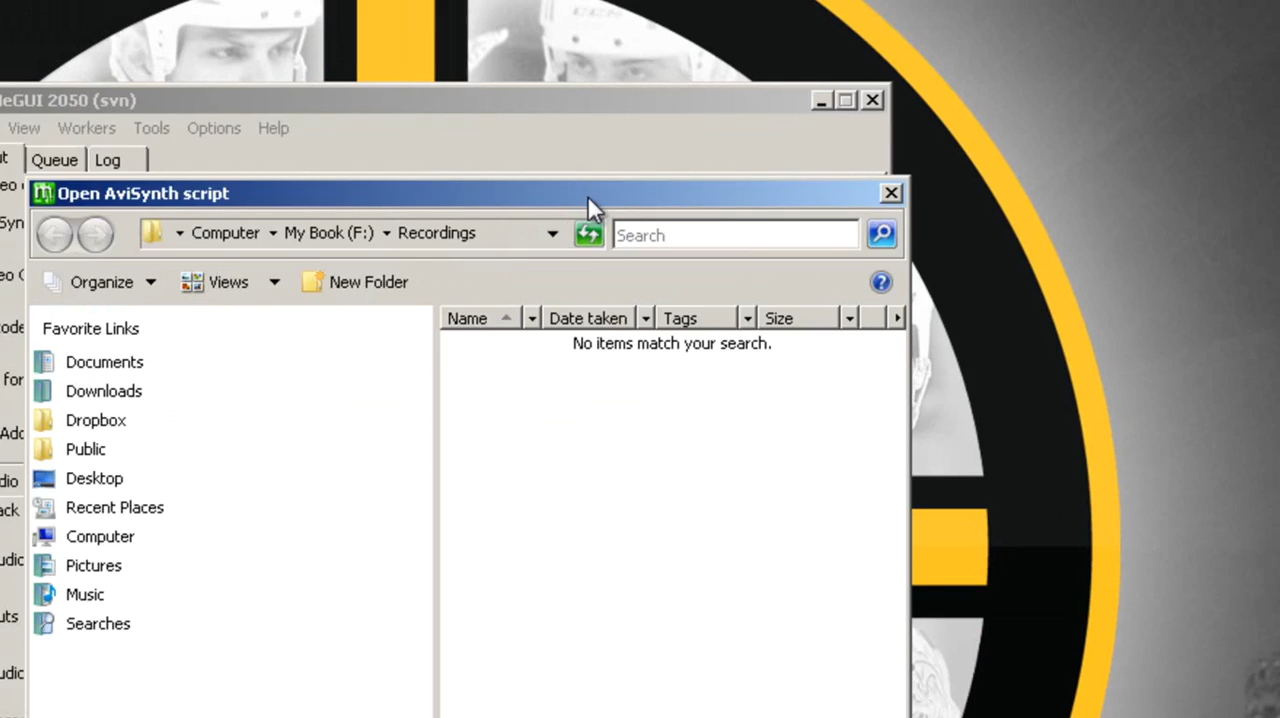 MeGUI 2050 (svn)
View Workers Tools Options Help
Queue Log
Open AviSynth script
Computer My Book (F:) Recordings Search
Organize Views New Folder
Favorite Links
Documents
Downloads
Dropbox
Public
Desktop
Recent Places
Computer
Pictures
Music
Searches
Name Date taken Tags Size
No items match your search.